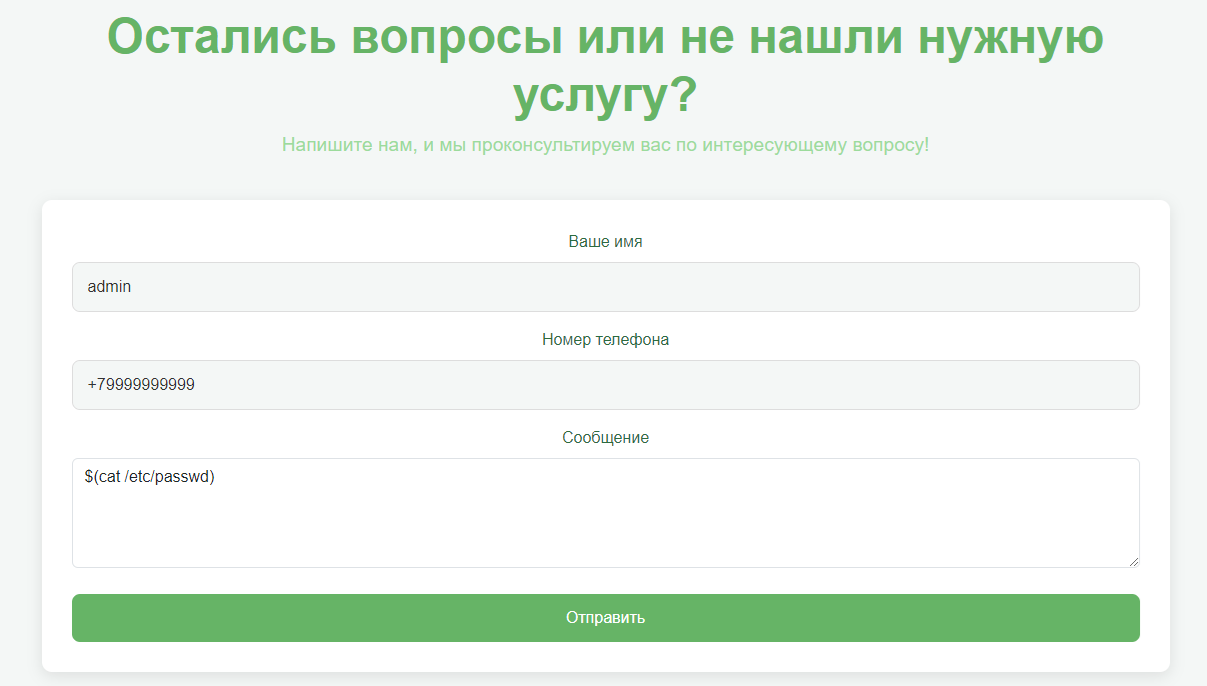 Остались вопросы или не нашли нужную
услугу?
Напишите нам, и мы проконсультируем вас по интересующему вопросу!
Ваше имя
admin
Номер телефона
+79999999999
Сообщение
$(cat /etc/passwd)
Отправить